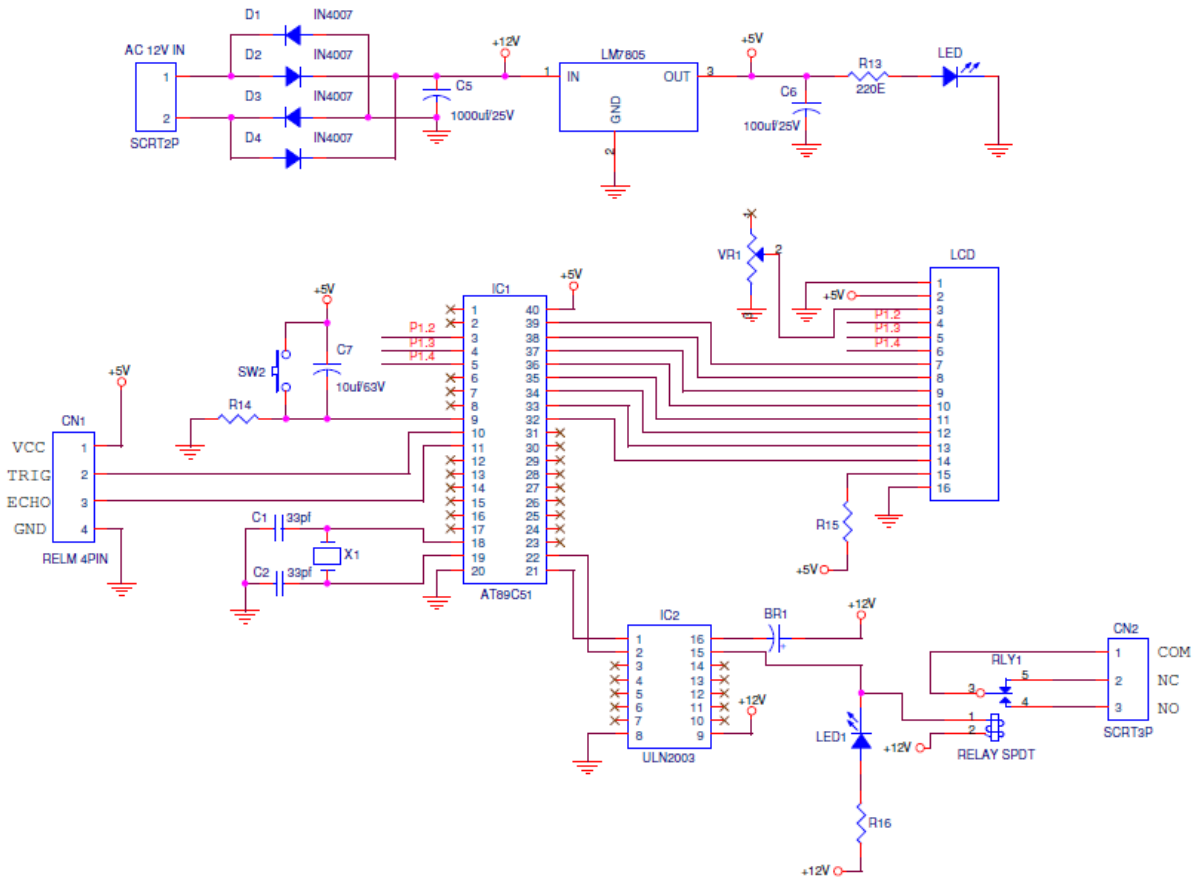 D1 IN4007
AC 12V IN
D2 IN4007
+12V
LM7805
+5V
LED
1
1 IN OUT 3
R13
220E
C5
1000uf/25V
C6
100uf/25V
D3 IN4007
2
GND
2
SCRT2P
D4 IN4007
1
VR1 2
3
LCD
+5V
1
2
3
4
5
6
7
8
9
10
11
12
13
14
15
16
P1.2
P1.3
P1.4
R15
+5V
IC1
+5V
1 40
2 39
3 38
4 37
5 36
6 35
7 34
8 33
9 32
10 31
11 30
12 29
13 28
14 27
15 26
16 25
17 24
18 23
19 22
20 21
AT89C51
P1.2
P1.3
P1.4
+5V
SW2
C7
10uf/63V
R14
+5V
CN1
VCC 1
TRIG 2
ECHO 3
GND 4
RELM 4PIN
C1 33pf
X1
C2 33pf
IC2
1 16
2 15
3 14
4 13
5 12
6 11
7 10
8 9
ULN2003
BR1
+
+12V
+12V
LED1
R16
+12V
RLY1
5
3
4
1
2
+12V
RELAY SPDT
CN2
1 COM
2 NC
3 NO
SCRT3P